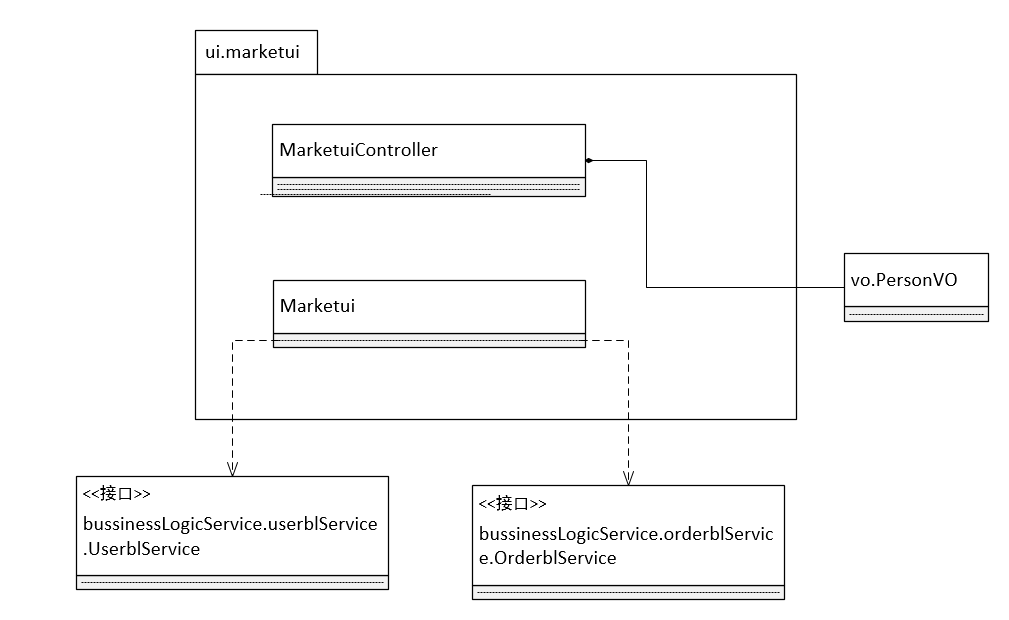 ui.marketui
MarketuiController
vo.PersonVO
Marketui
<<接口>>
bussinessLogicService.userblService
.UserblService
<<接口>>
bussinessLogicService.orderblServic
e.OrderblService